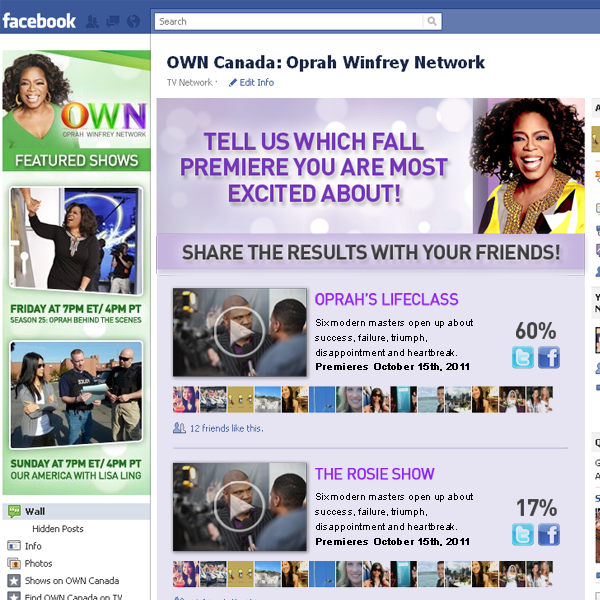 facebook
Search
OWN Canada: Oprah Winfrey Network
TV Network ·
Edit Info
OWN
OPRAH WINFREY NETWORK
FEATURED SHOWS
FRIDAY AT 7PM ET/ 4PM PT
SEASON 25: OPRAH BEHIND THE SCENES
SUNDAY AT 7PM ET/ 4PM PT
OUR AMERICA WITH LISA LING
Wall
Hidden Posts
Info
Photos
Shows on OWN Canada
Find OWN Canada on TV
TELL US WHICH FALL
PREMIERE YOU ARE MOST
EXCITED ABOUT!
SHARE THE RESULTS WITH YOUR FRIENDS!
OPRAH'S LIFECLASS
Six modern masters open up about
success, failure, triumph,
disappointment and heartbreak.
Premieres October 15th, 2011
60%
12 friends like this.
THE ROSIE SHOW
Six modern masters open up about
success, failure, triumph,
disappointment and heartbreak.
Premieres October 15th, 2011
17%